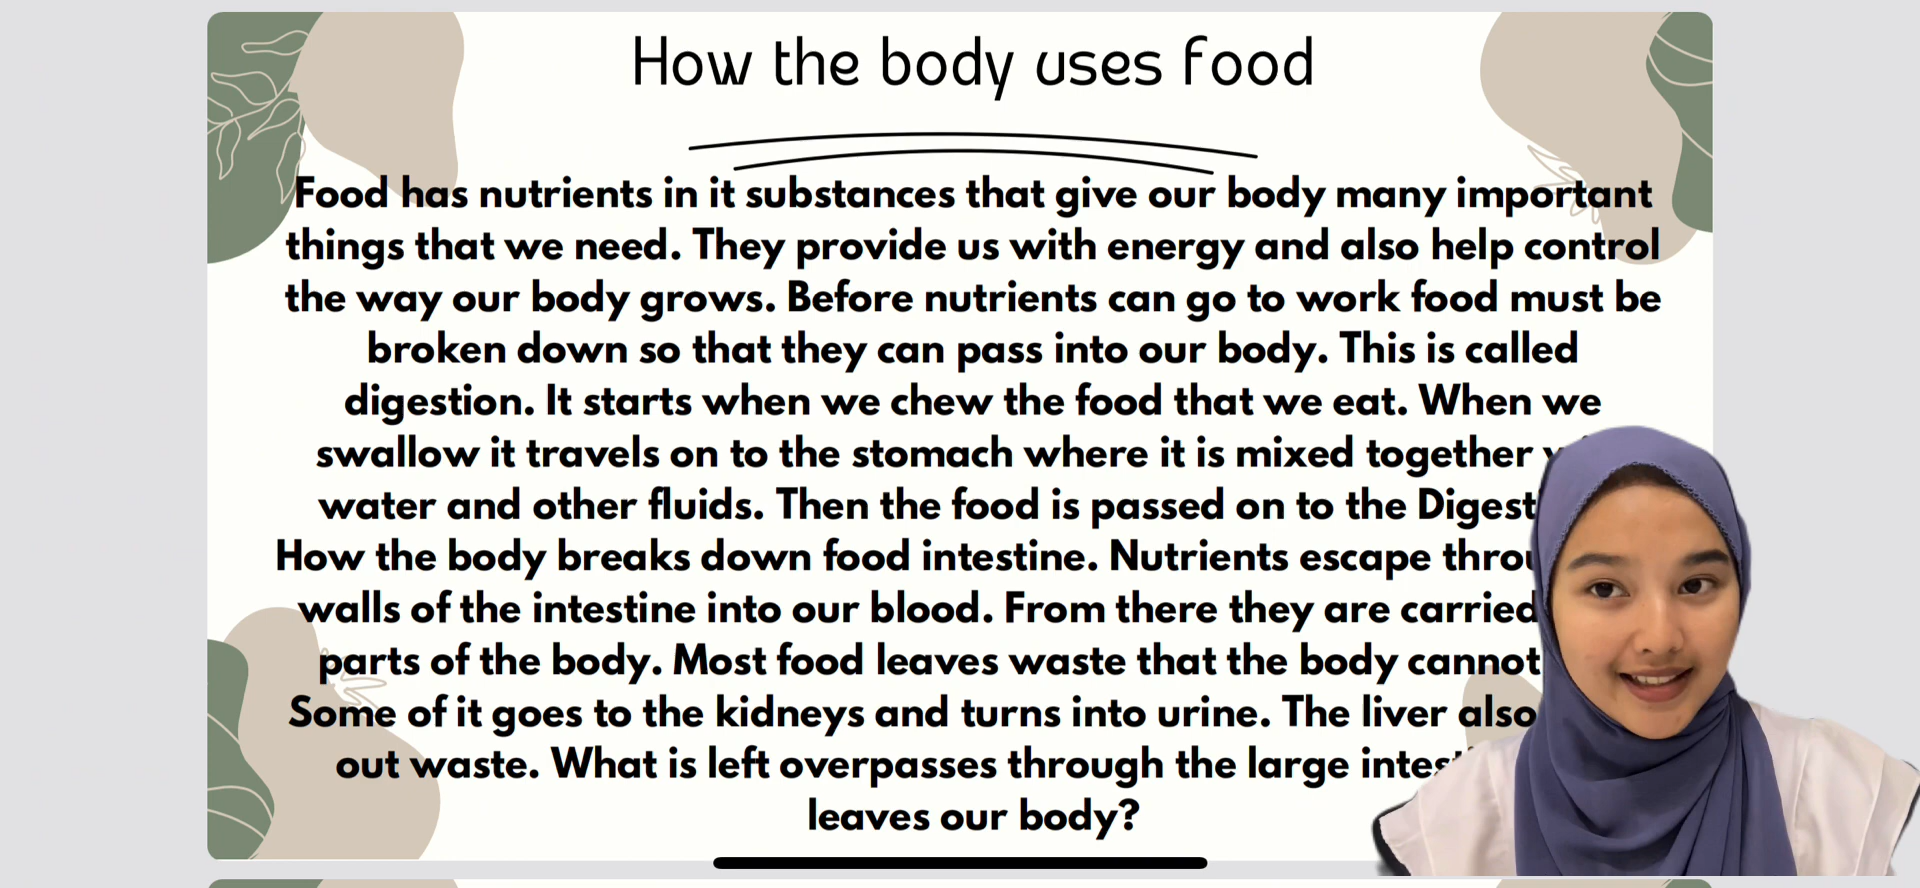 How the body uses food
Food has nutrients in it substances that give our body many important
things that we need. They provide us with energy and also help control
the way our body grows. Before nutrients can go to work food must be
broken down so that they can pass into our body. This is called
digestion. It starts when we chew the food that we eat. When we
swallow it travels on to the stomach where it is mixed together
water and other fluids. Then the food is passed on to the
How the body breaks down food intestine. Nutrients escape
walls of the intestine into our blood. From there they are carried
parts of the body. Most food leaves waste that the body cannot
Some of it goes to the kidneys and turns into urine. The liver also
out waste. What is left overpasses through the large
leaves our body?